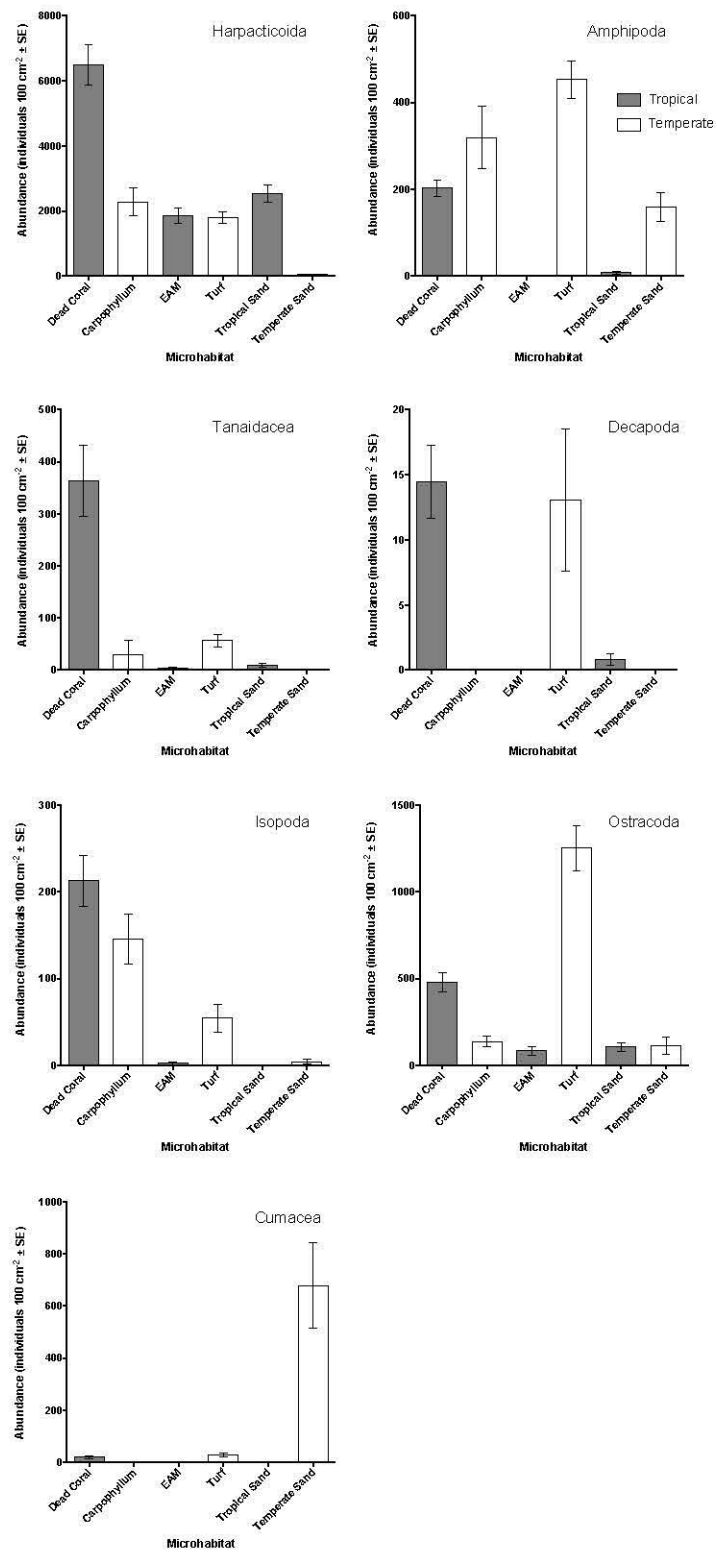 Harpacticoida
Abundance (individuals 100 cm-2 ± SE)
8000
6000
4000
2000
0
Dead Coral
Carpophyllum
EAM
Turf
Tropical Sand
Temperate Sand
Microhabitat
Amphipoda
Tropical
Temperate
Abundance (individuals 100 cm-2 ± SE)
600
400
200
0
Dead Coral
Carpophyllum
EAM
Turf
Tropical Sand
Temperate Sand
Microhabitat
Tanaidacea
Abundance (individuals 100 cm-2 ± SE)
500
400
300
200
100
0
Dead Coral
Carpophyllum
EAM
Turf
Tropical Sand
Temperate Sand
Microhabitat
Decapoda
Abundance (individuals 100 cm-2 ± SE)
20
15
10
5
0
Dead Coral
Carpophyllum
EAM
Turf
Tropical Sand
Temperate Sand
Microhabitat
Isopoda
Abundance (individuals 100 cm-2 ± SE)
300
200
100
0
Dead Coral
Carpophyllum
EAM
Turf
Tropical Sand
Temperate Sand
Microhabitat
Ostracoda
Abundance (individuals 100 cm-2 ± SE)
1500
1000
500
0
Dead Coral
Carpophyllum
EAM
Turf
Tropical Sand
Temperate Sand
Microhabitat
Cumacea
Abundance (individuals 100 cm-2 ± SE)
1000
800
600
400
200
0
Dead Coral
Carpophyllum
EAM
Turf
Tropical Sand
Temperate Sand
Microhabitat